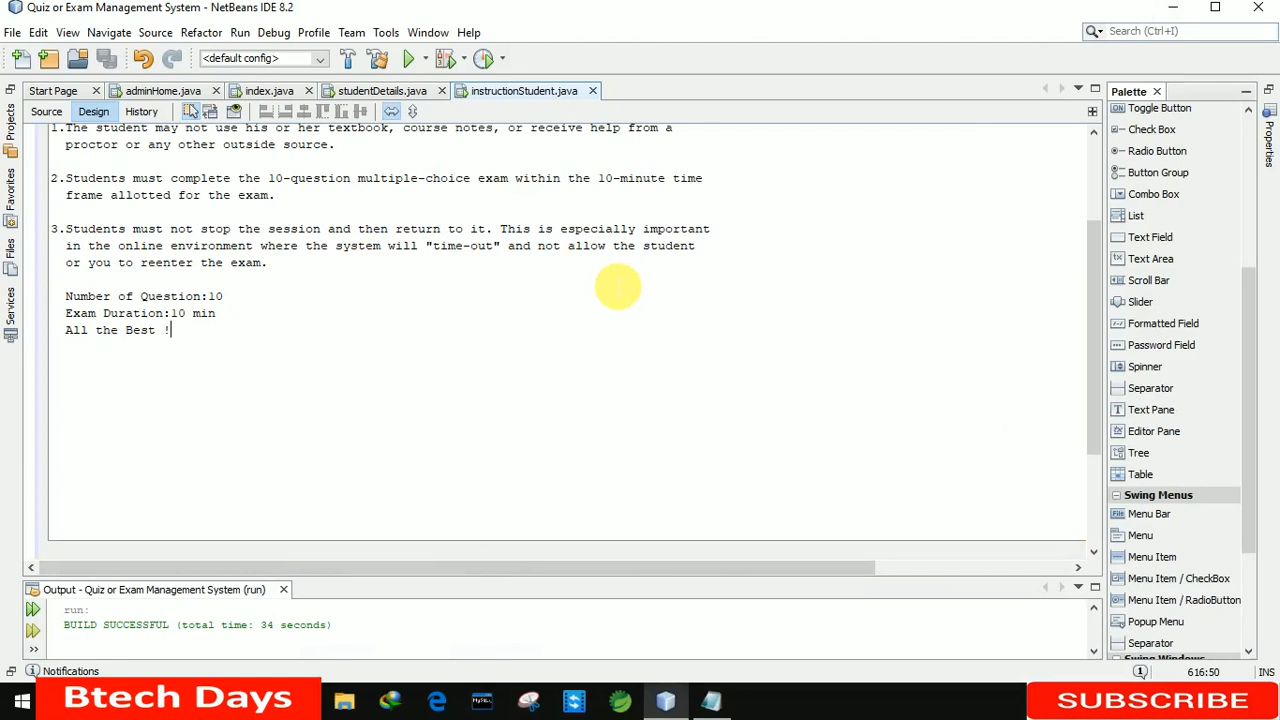 Quiz or Exam Management System - NetBeans IDE 8.2
File Edit View Navigate Source Refactor Run Debug Profile Team Tools Window Help
Search (Ctrl+I)
<default config>
Start Page adminHome.java index.java studentDetails.java instructionStudent.java
Source Design History
1.The student may not use his or her textbook, course notes, or receive help from a
proctor or any other outside source.
2.Students must complete the 10-question multiple-choice exam within the 10-minute time
frame allotted for the exam.
3.Students must not stop the session and then return to it. This is especially important
in the online environment where the system will "time-out" and not allow the student
or you to reenter the exam.
Number of Question:10
Exam Duration:10 min
All the Best !
Projects
Favorites
Files
Services
Palette
Toggle Button
Check Box
Radio Button
Button Group
Combo Box
List
Text Field
Text Area
Scroll Bar
Slider
Formatted Field
Password Field
Spinner
Separator
Text Pane
Editor Pane
Tree
Table
Swing Menus
Menu Bar
Menu
Menu Item
Menu Item / CheckBox
Menu Item / RadioButton
Popup Menu
Separator
Swing Windows
Properties
Output - Quiz or Exam Management System (run)
run:
BUILD SUCCESSFUL (total time: 34 seconds)
Notifications
1
616:50
INS
Btech Days
SUBSCRIBE